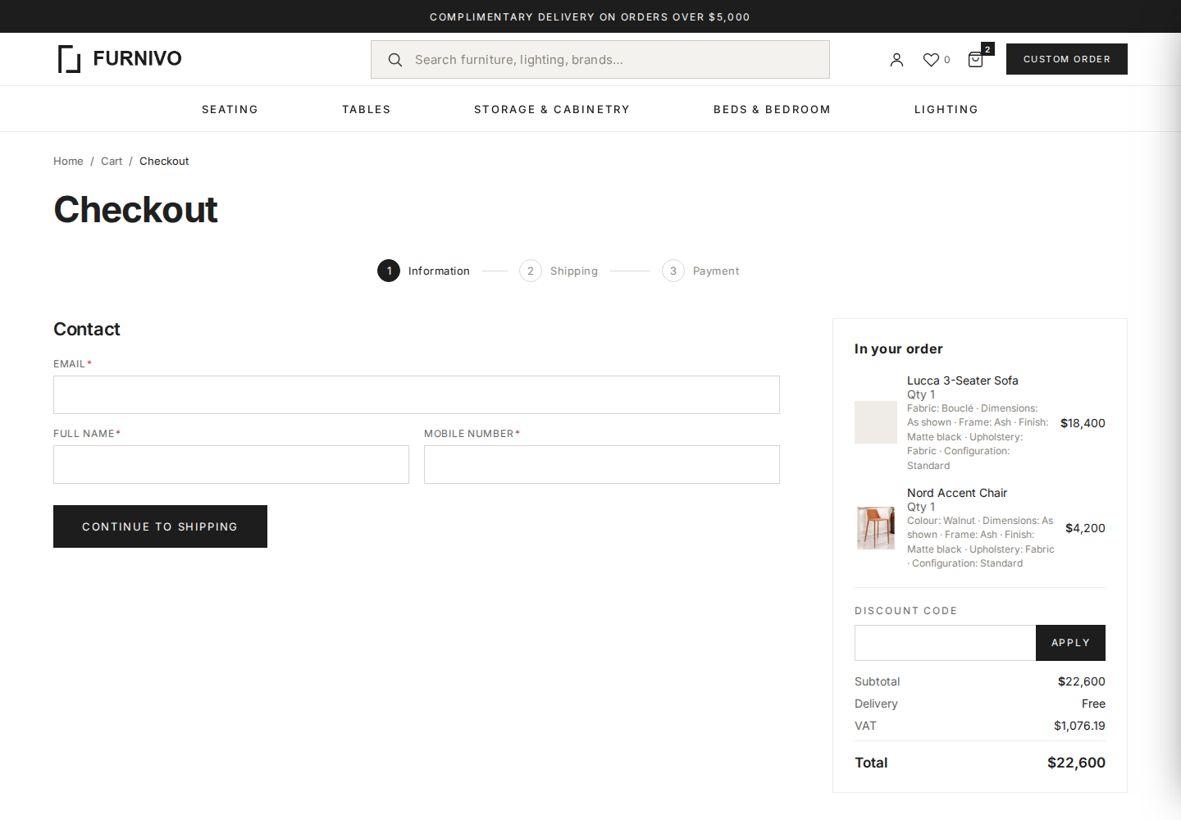 COMPLIMENTARY DELIVERY ON ORDERS OVER $5,000
FURNIVO
Search furniture, lighting, brands...
0
2
CUSTOM ORDER
SEATING
TABLES
STORAGE & CABINETRY
BEDS & BEDROOM
LIGHTING
Home / Cart / Checkout
Checkout
1 Information
2 Shipping
3 Payment
Contact
EMAIL*
FULL NAME*
MOBILE NUMBER*
CONTINUE TO SHIPPING
In your order
Lucca 3-Seater Sofa
Qty 1
Fabric: Bouclé · Dimensions:
As shown · Frame: Ash · Finish:
Matte black · Upholstery:
Fabric · Configuration:
Standard
$18,400
Nord Accent Chair
Qty 1
Colour: Walnut · Dimensions: As
shown · Frame: Ash · Finish:
Matte black · Upholstery: Fabric
· Configuration: Standard
$4,200
DISCOUNT CODE
APPLY
Subtotal $22,600
Delivery Free
VAT $1,076.19
Total $22,600